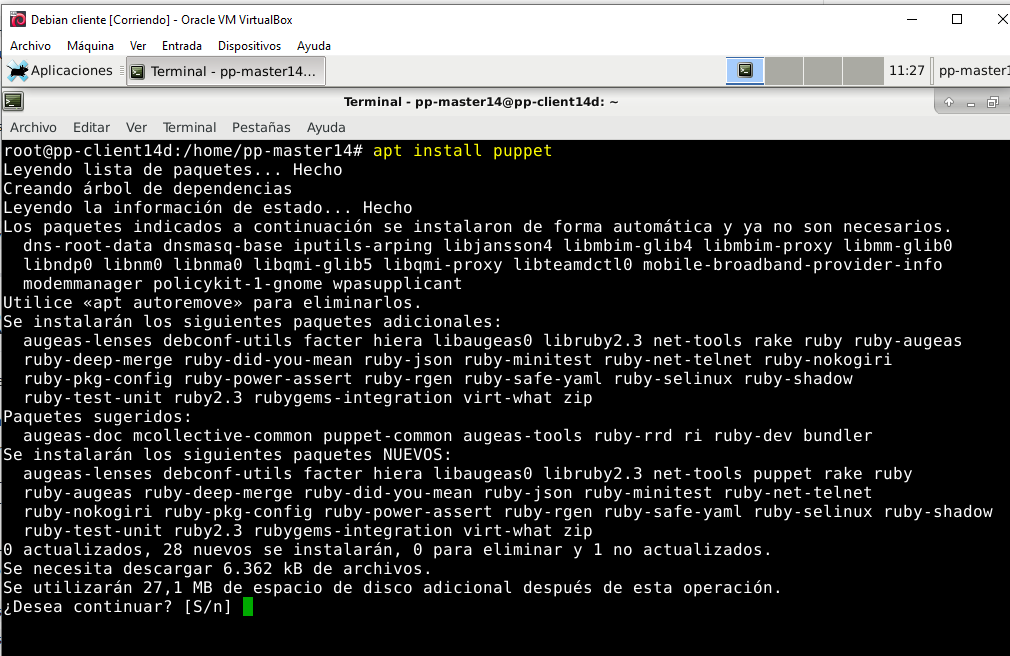 Debian cliente [Corriendo] - Oracle VM VirtualBox
Archivo Máquina Ver Entrada Dispositivos Ayuda
Aplicaciones Terminal - pp-master14... 11:27 pp-master1
Terminal - pp-master14@pp-client14d: ~
Archivo Editar Ver Terminal Pestañas Ayuda
root@pp-client14d:/home/pp-master14# apt install puppet
Leyendo lista de paquetes... Hecho
Creando árbol de dependencias
Leyendo la información de estado... Hecho
Los paquetes indicados a continuación se instalaron de forma automática y ya no son necesarios.
dns-root-data dnsmasq-base iputils-arping libjansson4 libmbim-glib4 libmbim-proxy libmm-glib0
libndp0 libnm0 libnma0 libqmi-glib5 libqmi-proxy libteamdctl0 mobile-broadband-provider-info
modemmanager policykit-1-gnome wpasupplicant
Utilice «apt autoremove» para eliminarlos.
Se instalarán los siguientes paquetes adicionales:
augeas-lenses debconf-utils facter hiera libaugeas0 libruby2.3 net-tools rake ruby ruby-augeas
ruby-deep-merge ruby-did-you-mean ruby-json ruby-minitest ruby-net-telnet ruby-nokogiri
ruby-pkg-config ruby-power-assert ruby-rgen ruby-safe-yaml ruby-selinux ruby-shadow
ruby-test-unit ruby2.3 rubygems-integration virt-what zip
Paquetes sugeridos:
augeas-doc mcollective-common puppet-common augeas-tools ruby-rrd ri ruby-dev bundler
Se instalarán los siguientes paquetes NUEVOS:
augeas-lenses debconf-utils facter hiera libaugeas0 libruby2.3 net-tools puppet rake ruby
ruby-augeas ruby-deep-merge ruby-did-you-mean ruby-json ruby-minitest ruby-net-telnet
ruby-nokogiri ruby-pkg-config ruby-power-assert ruby-rgen ruby-safe-yaml ruby-selinux ruby-shadow
ruby-test-unit ruby2.3 rubygems-integration virt-what zip
0 actualizados, 28 nuevos se instalarán, 0 para eliminar y 1 no actualizados.
Se necesita descargar 6.362 kB de archivos.
Se utilizarán 27,1 MB de espacio de disco adicional después de esta operación.
¿Desea continuar? [S/n]